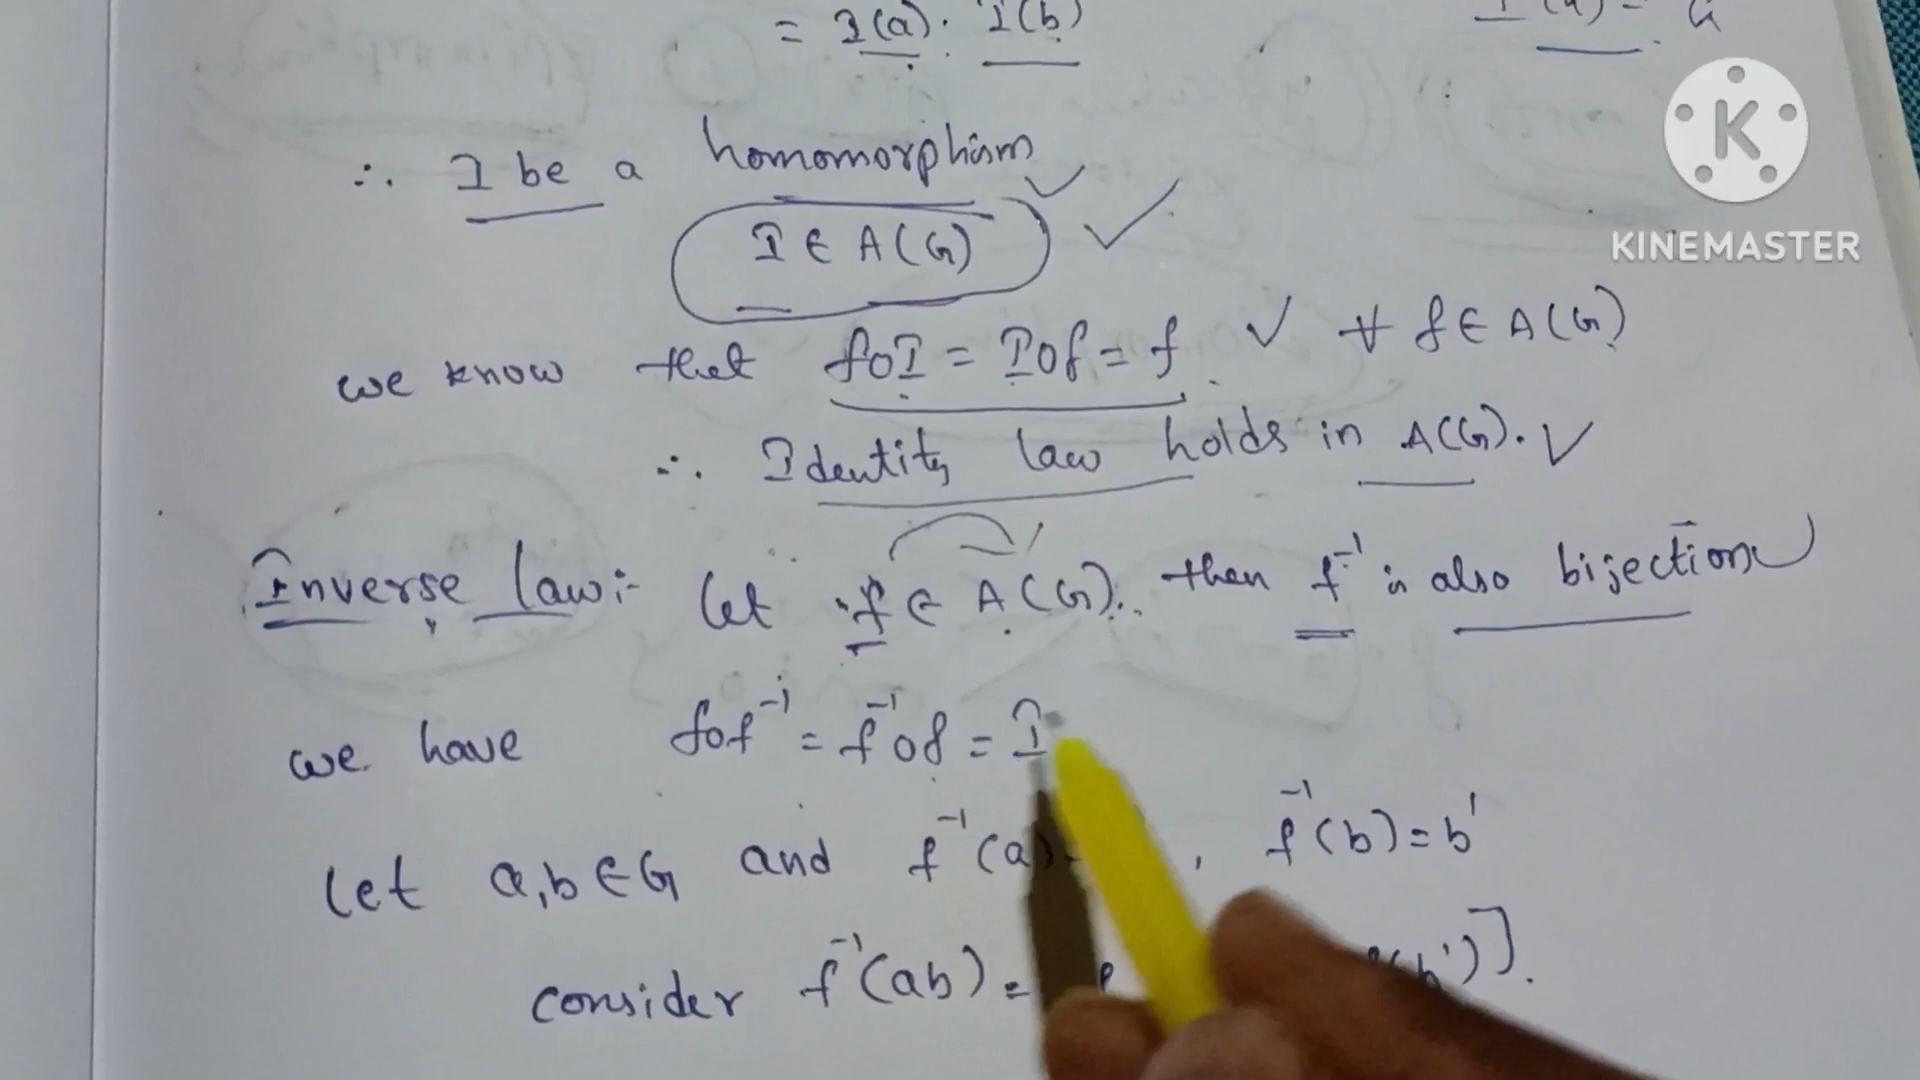 = I(a). I(b)
∴ I be a homomorphism
I ∈ A(G)
KINEMASTER
we know that foI = Iof = f ∀ f ∈ A(G)
∴ Identity law holds in A(G).
Inverse law:- Let f ∈ A(G). then f⁻¹ is also bijection
we have fof⁻¹ = f⁻¹of = I
Let a,b ∈ G and f⁻¹(a) , f⁻¹(b) = b'
consider f⁻¹(ab) = (b')].